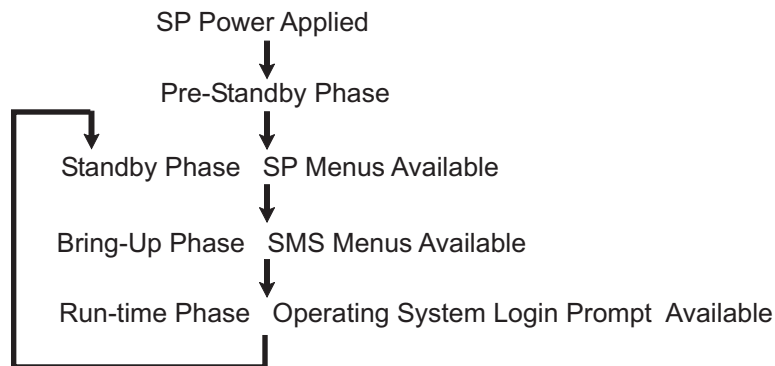 SP Power Applied
Pre-Standby Phase
Standby Phase SP Menus Available
Bring-Up Phase SMS Menus Available
Run-time Phase Operating System Login Prompt Available